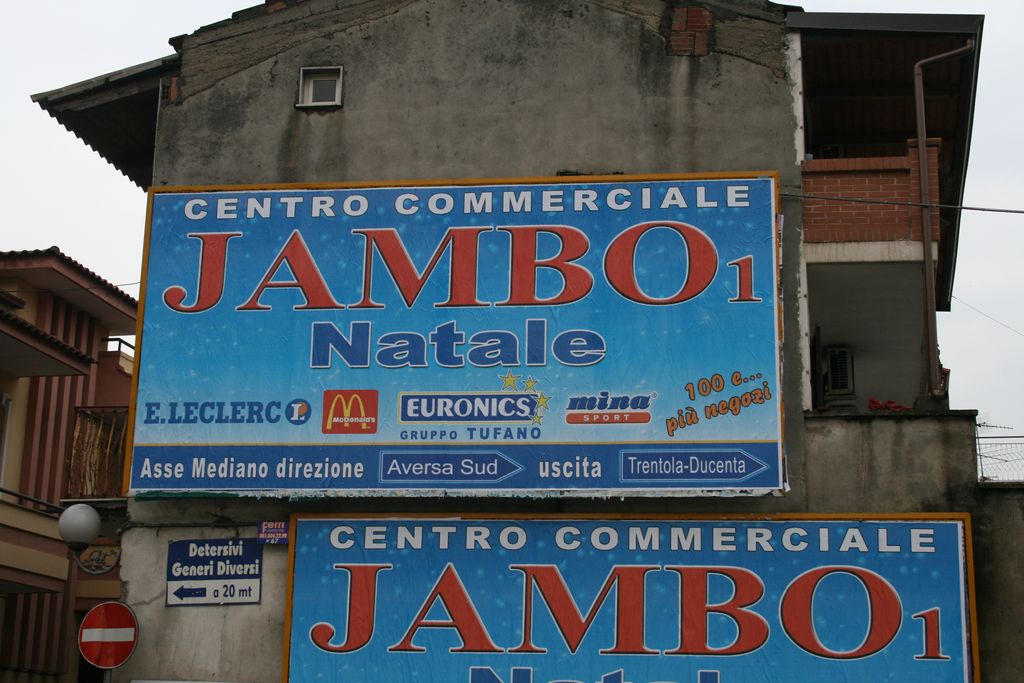 CENTRO COMMERCIALE
JAMBO1
Natale
E.LECLERC
McDonald's
EURONICS
GRUPPO TUFANO
mina
SPORT
100 e...
più negozi
Asse Mediano direzione Aversa Sud uscita Trentola-Ducenta
Detersivi
Generi Diversi
a 20 mt
CENTRO COMMERCIALE
JAMBO1